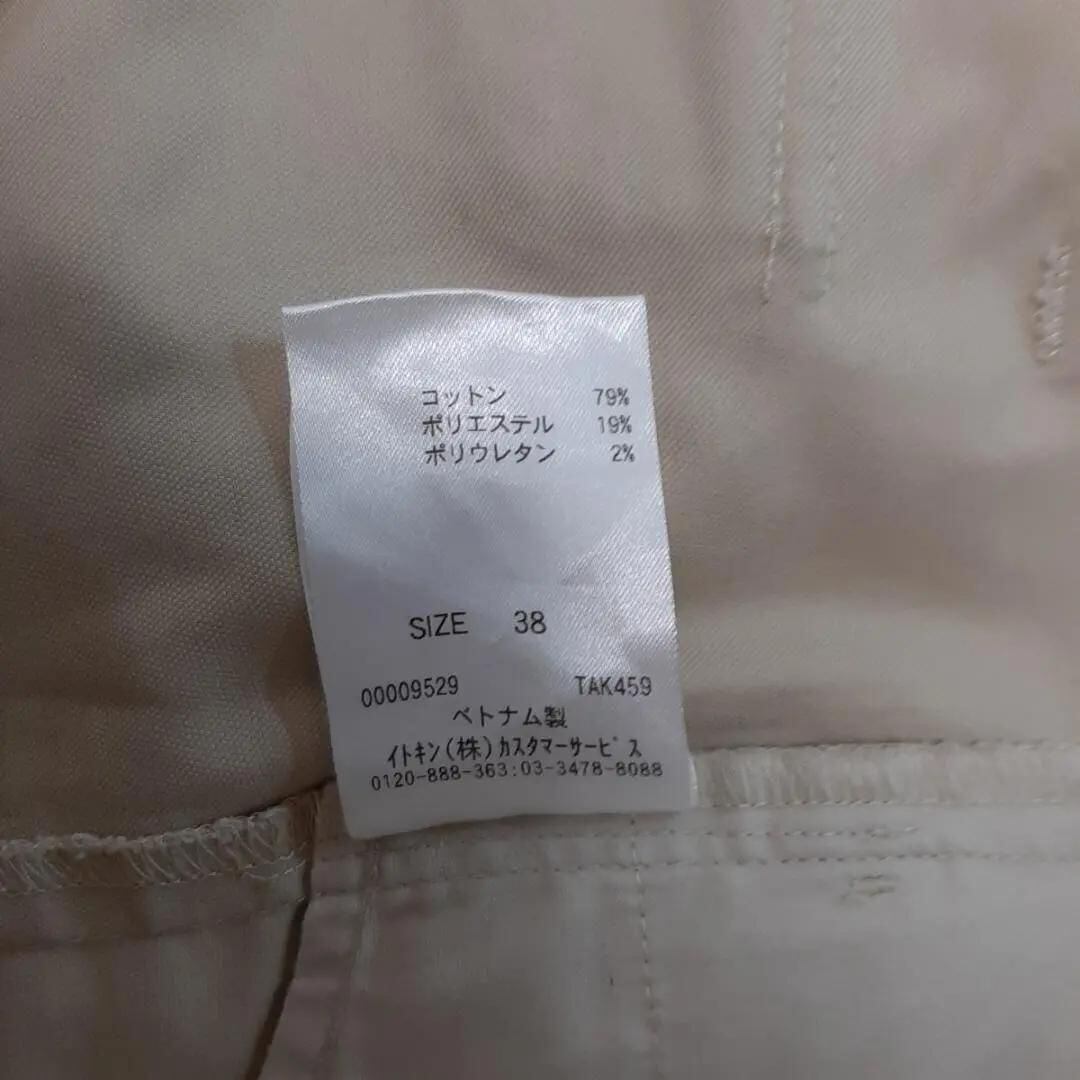 コットン 79%
ポリエステル 19%
ポリウレタン 2%
SIZE 38
00009529 TAK459
ベトナム製
イトキン(株)カスタマーサービス
0120-888-363:03-3478-8088